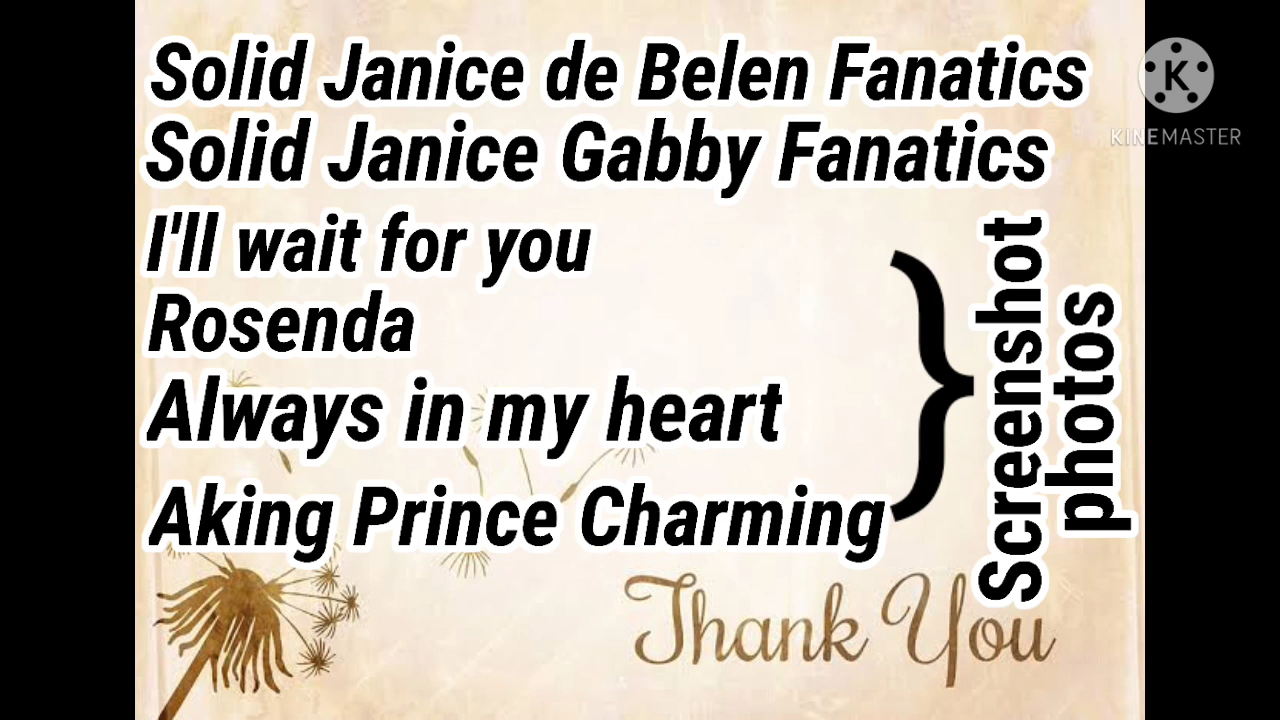 Solid Janice de Belen Fanatics
Solid Janice Gabby Fanatics
I'll wait for you
Rosenda
Always in my heart
Aking Prince Charming
Screenshot
photos
Thank You
K
KINEMASTER